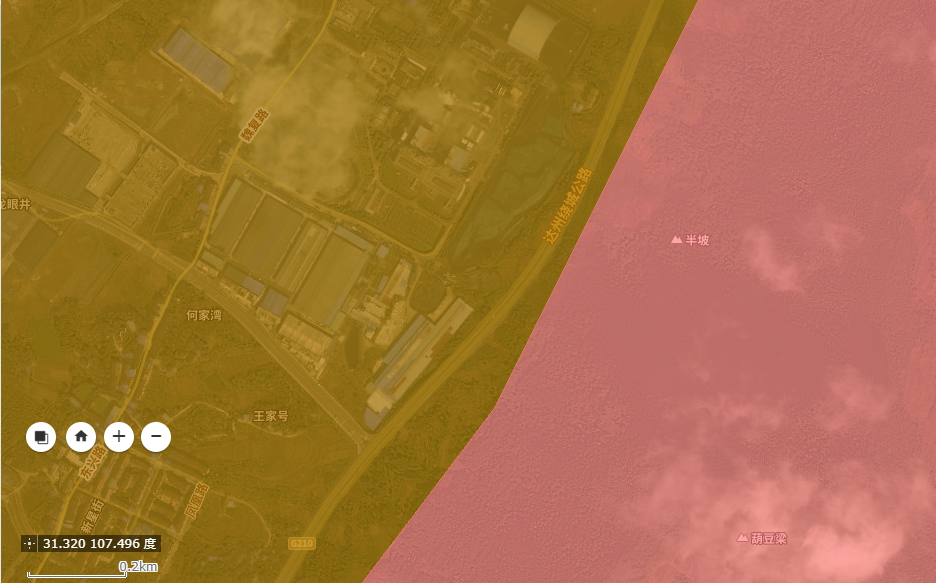 魏复路
达州绕城公路
龙眼井
半坡
何家湾
王家号
东兴路
凤凰路
新星街
G210
葫豆梁
31.320 107.496 度
0.2km